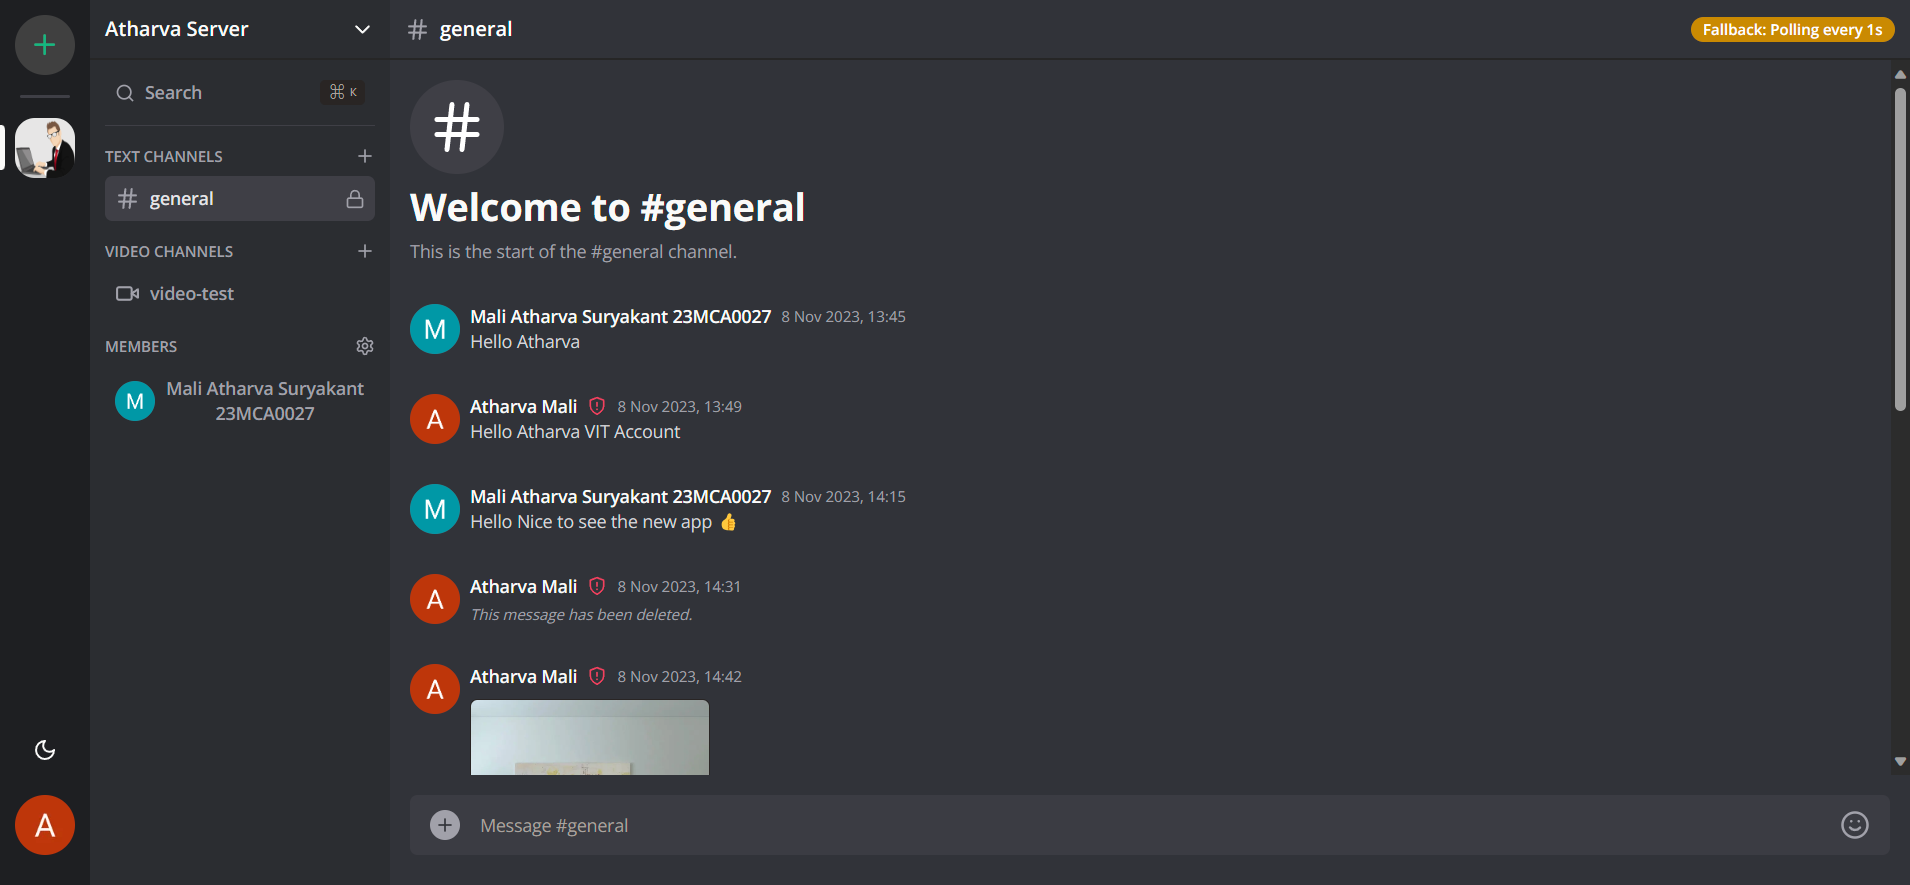 Atharva Server
Search
⌘ K
TEXT CHANNELS
# general
VIDEO CHANNELS
video-test
MEMBERS
M
Mali Atharva Suryakant
23MCA0027
A
# general
Fallback: Polling every 1s
#
Welcome to #general
This is the start of the #general channel.
M
Mali Atharva Suryakant 23MCA0027 8 Nov 2023, 13:45
Hello Atharva
A
Atharva Mali 8 Nov 2023, 13:49
Hello Atharva VIT Account
M
Mali Atharva Suryakant 23MCA0027 8 Nov 2023, 14:15
Hello Nice to see the new app 👍
A
Atharva Mali 8 Nov 2023, 14:31
This message has been deleted.
A
Atharva Mali 8 Nov 2023, 14:42
Message #general